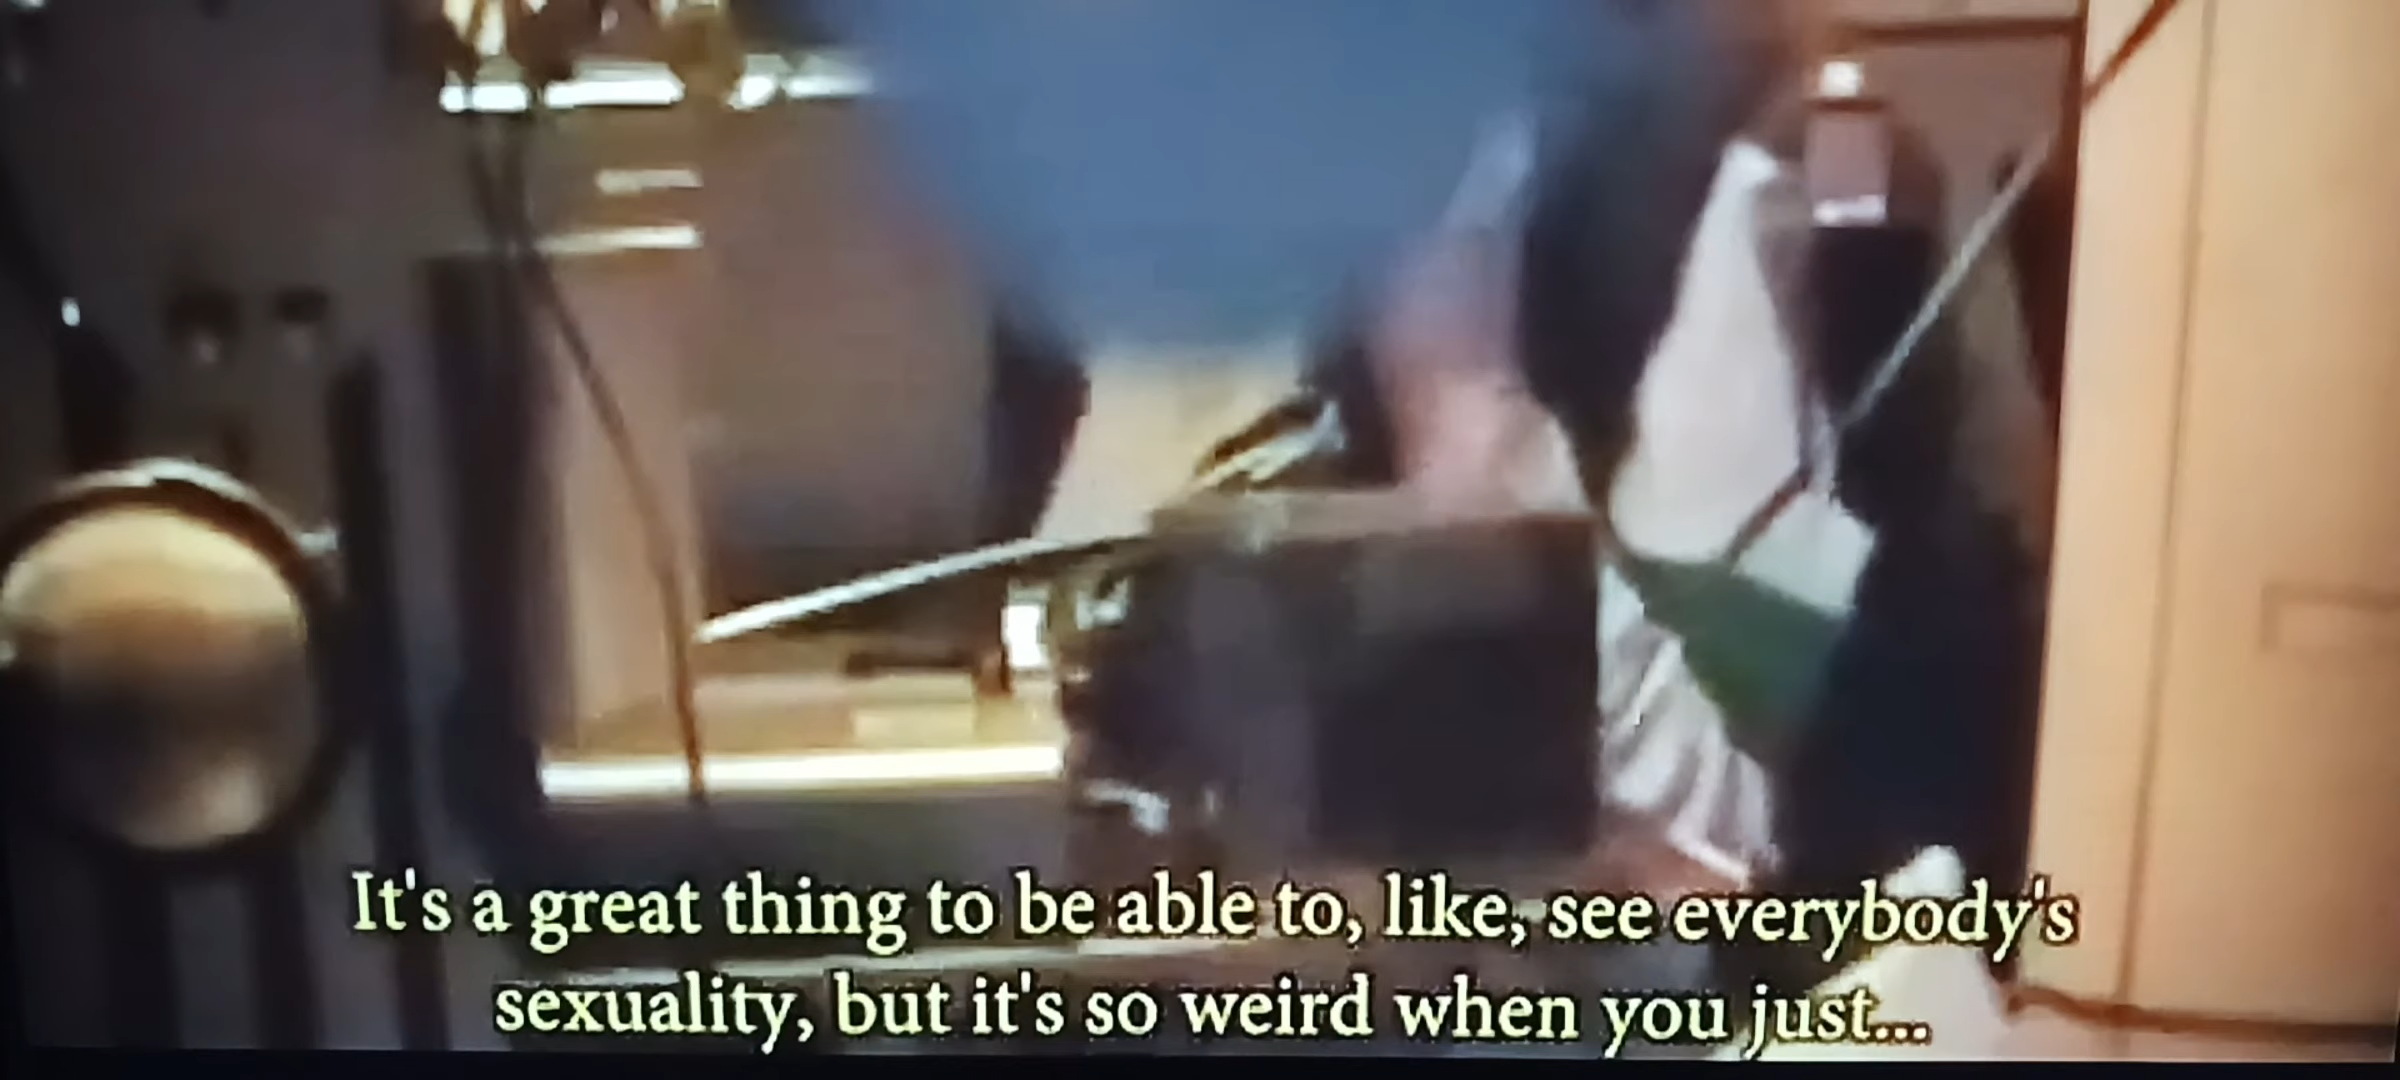 It's a great thing to be able to, like, see everybody's
sexuality, but it's so weird when you just...